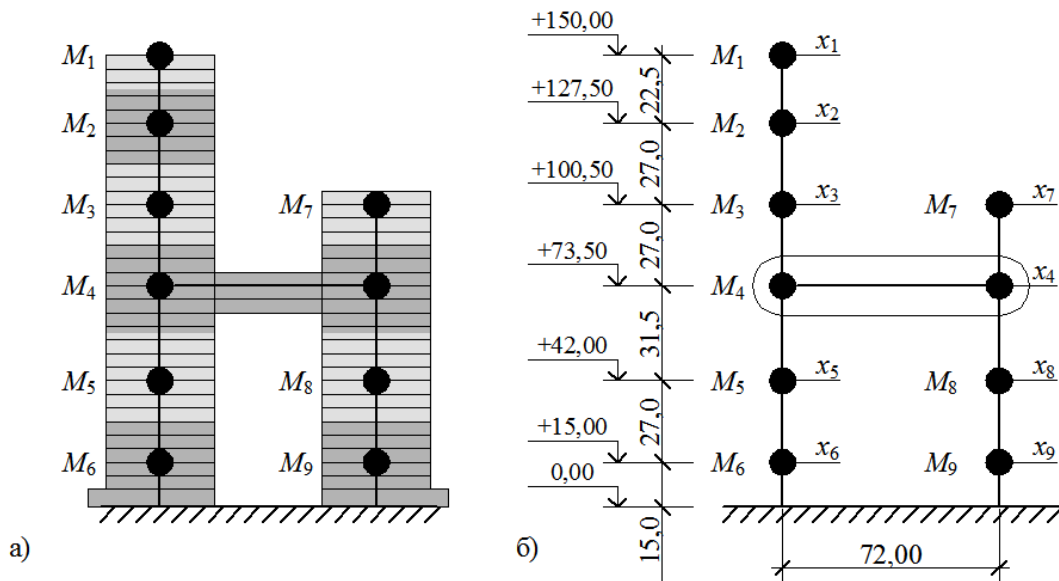 M1
M2
M3
M7
M4
M5
M8
M6
M9
а)
+150,00
+127,50
+100,50
+73,50
+42,00
+15,00
0,00
22,5
27,0
27,0
31,5
27,0
15,0
M1 x1
M2 x2
M3 x3 M7 x7
M4 x4
M5 x5 M8 x8
M6 x6 M9 x9
72,00
б)